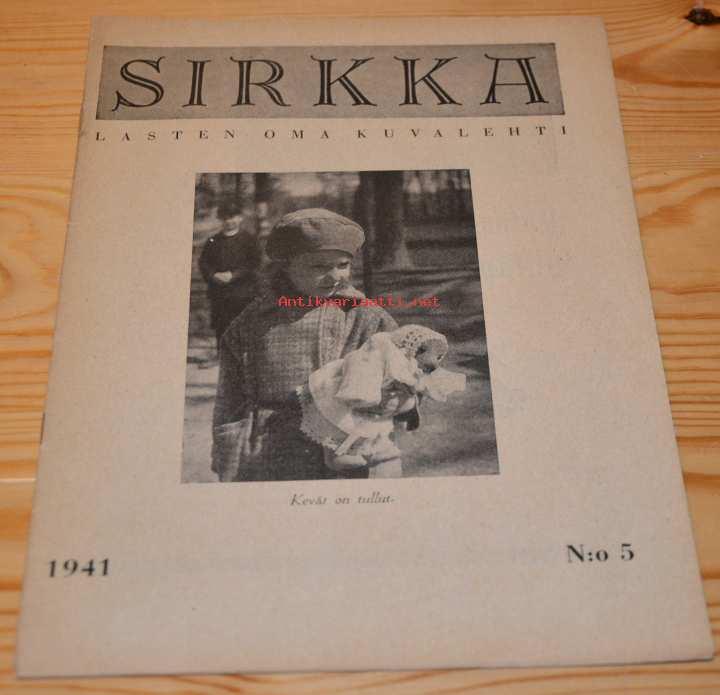 SIRKKA
LASTEN OMA KUVALEHTI
Antikvariaatti.net
Kevät on tullut.
1941 N:o 5